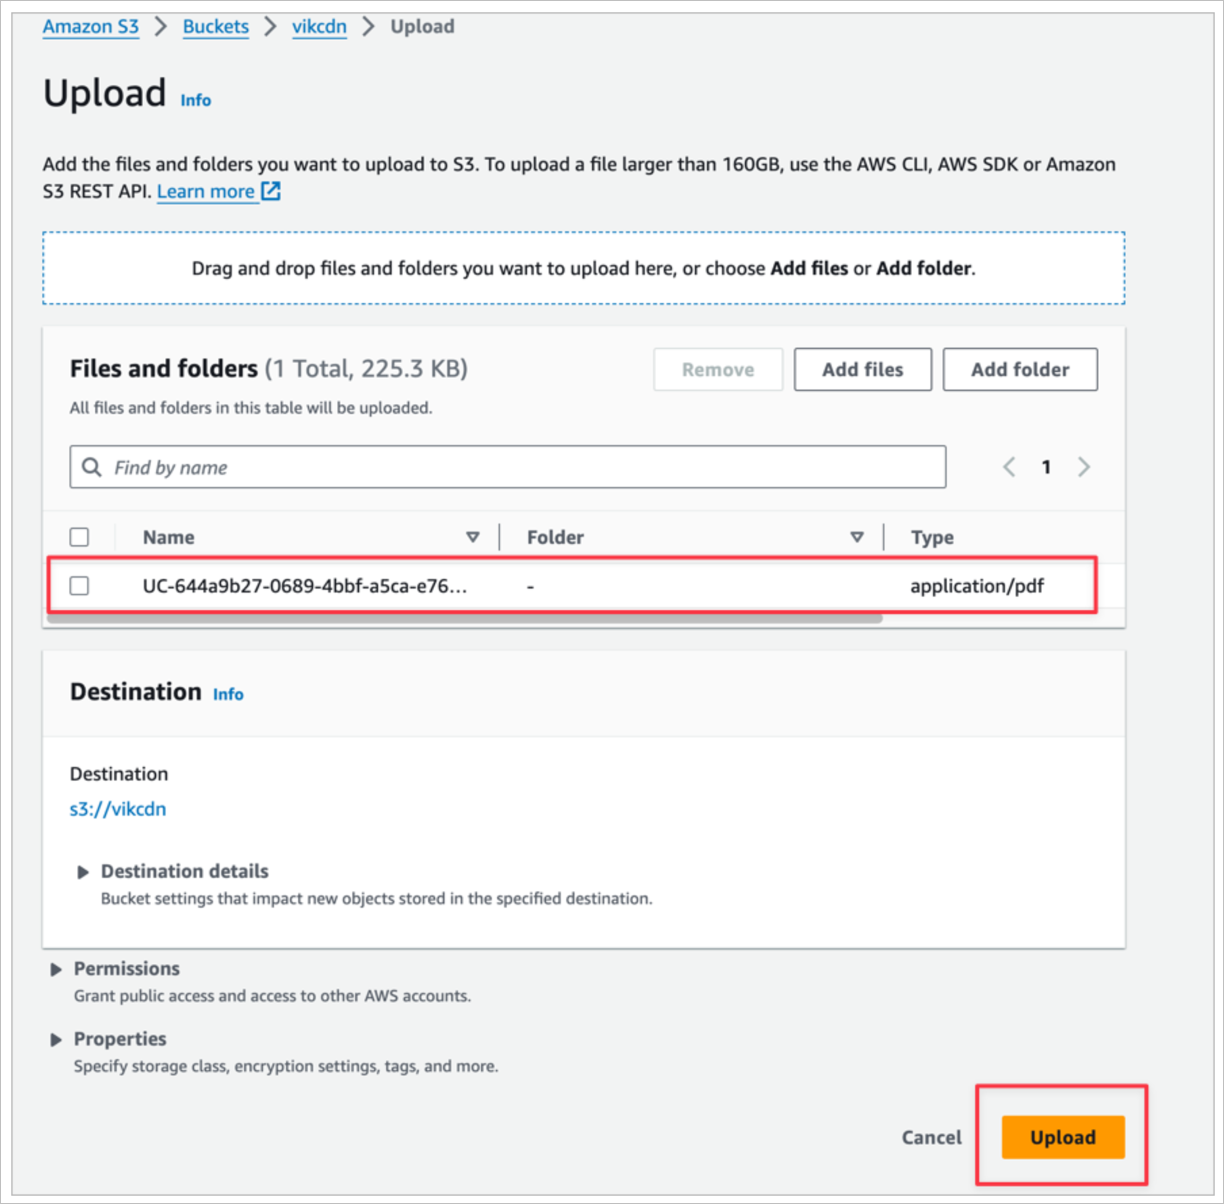 Amazon S3 > Buckets > vikcdn > Upload
Upload Info
Add the files and folders you want to upload to S3. To upload a file larger than 160GB, use the AWS CLI, AWS SDK or Amazon
S3 REST API. Learn more
Drag and drop files and folders you want to upload here, or choose Add files or Add folder.
Files and folders (1 Total, 225.3 KB)
Remove
Add files
Add folder
All files and folders in this table will be uploaded.
Find by name
1
Name Folder Type
UC-644a9b27-0689-4bbf-a5ca-e76... - application/pdf
Destination Info
Destination
s3://vikcdn
Destination details
Bucket settings that impact new objects stored in the specified destination.
Permissions
Grant public access and access to other AWS accounts.
Properties
Specify storage class, encryption settings, tags, and more.
Cancel
Upload